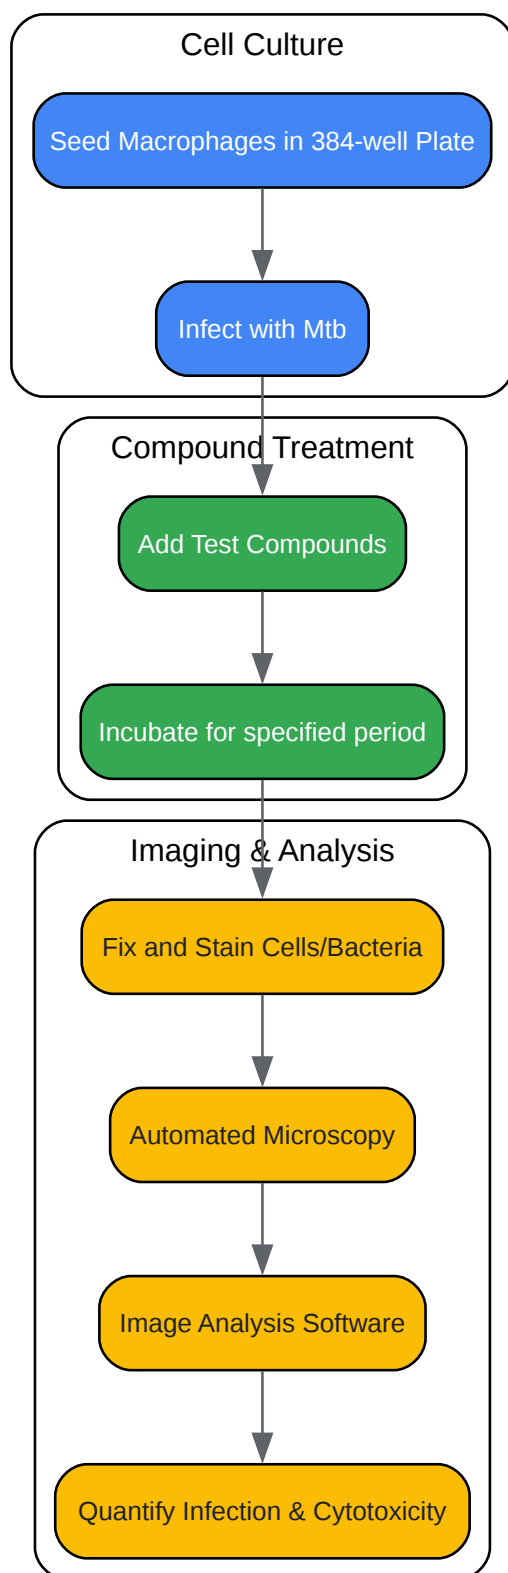 Cell Culture
Seed Macrophages in 384-well Plate
Infect with Mtb
Compound Treatment
Add Test Compounds
Incubate for specified period
Imaging & Analysis
Fix and Stain Cells/Bacteria
Automated Microscopy
Image Analysis Software
Quantify Infection & Cytotoxicity